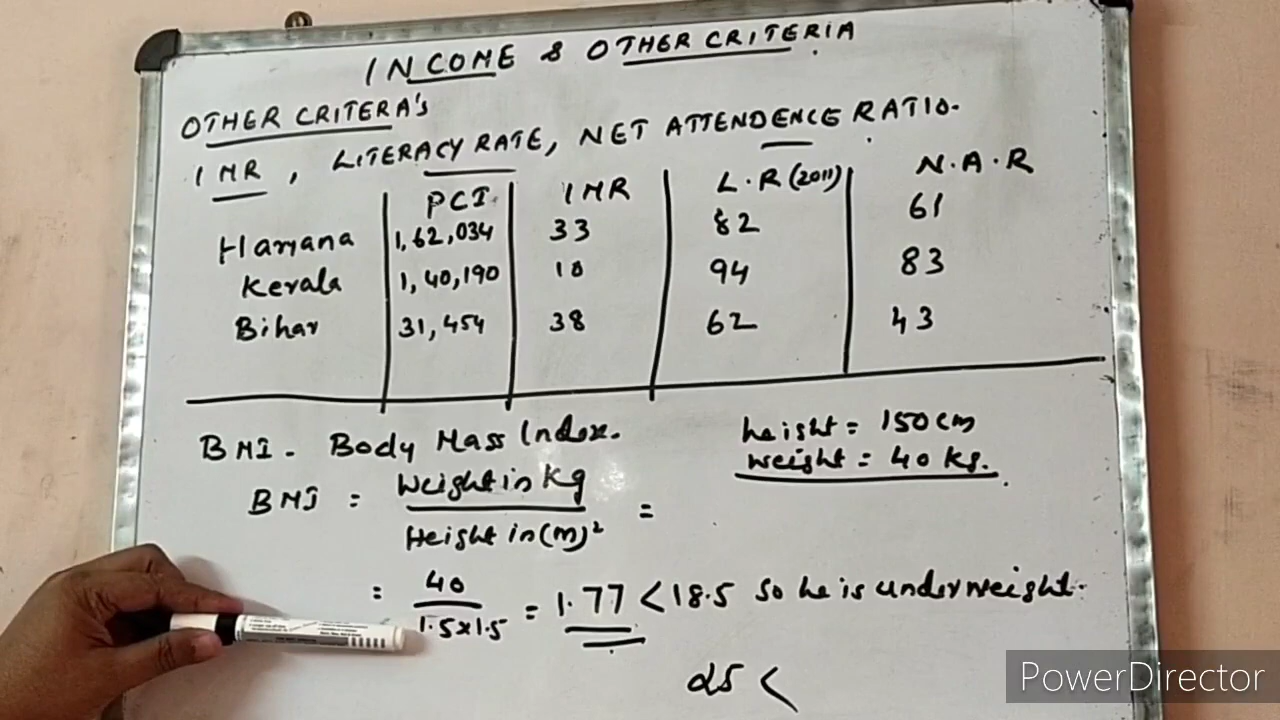 INCOME & OTHER CRITERIA
OTHER CRITERA's
IMR, LITERACY RATE, NET ATTENDENCE RATIO.
PCI. IMR L.R (2011) N.A.R
Haryana 1,62,034 33 82 61
Kerala 1,40,190 10 94 83
Bihar 31,454 38 62 43
BMI - Body Mass Index.
height = 150 cm
weight = 40 kg.
BMI = Weight in Kg
Height in (m)² =
= 40
1.5x1.5 = 1.77 < 18.5 So he is underweight.
25 <
PowerDirector